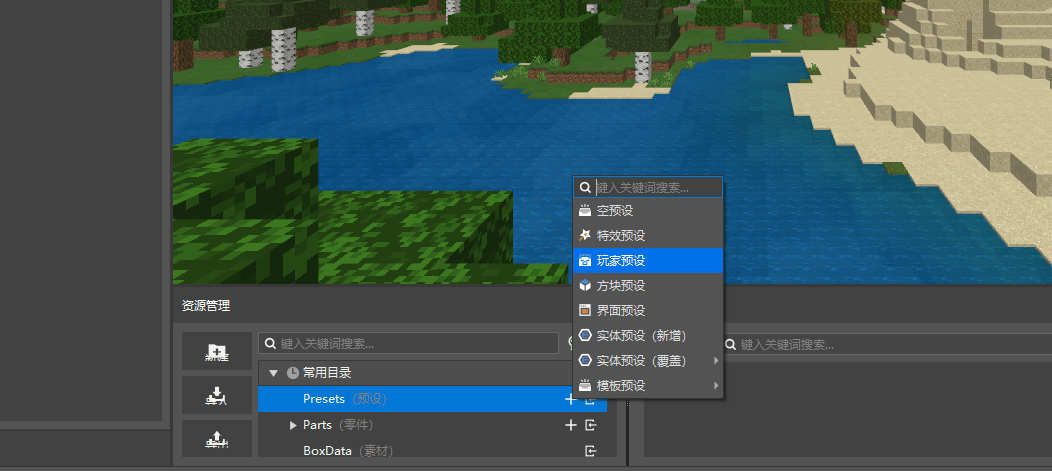 键入关键词搜索...
空预设
特效预设
玩家预设
方块预设
界面预设
实体预设（新增）
实体预设（覆盖）
模板预设
资源管理
键入关键词搜索...
常用目录
Presets（预设）
Parts（零件）
BoxData（素材）
键入关键词搜索...